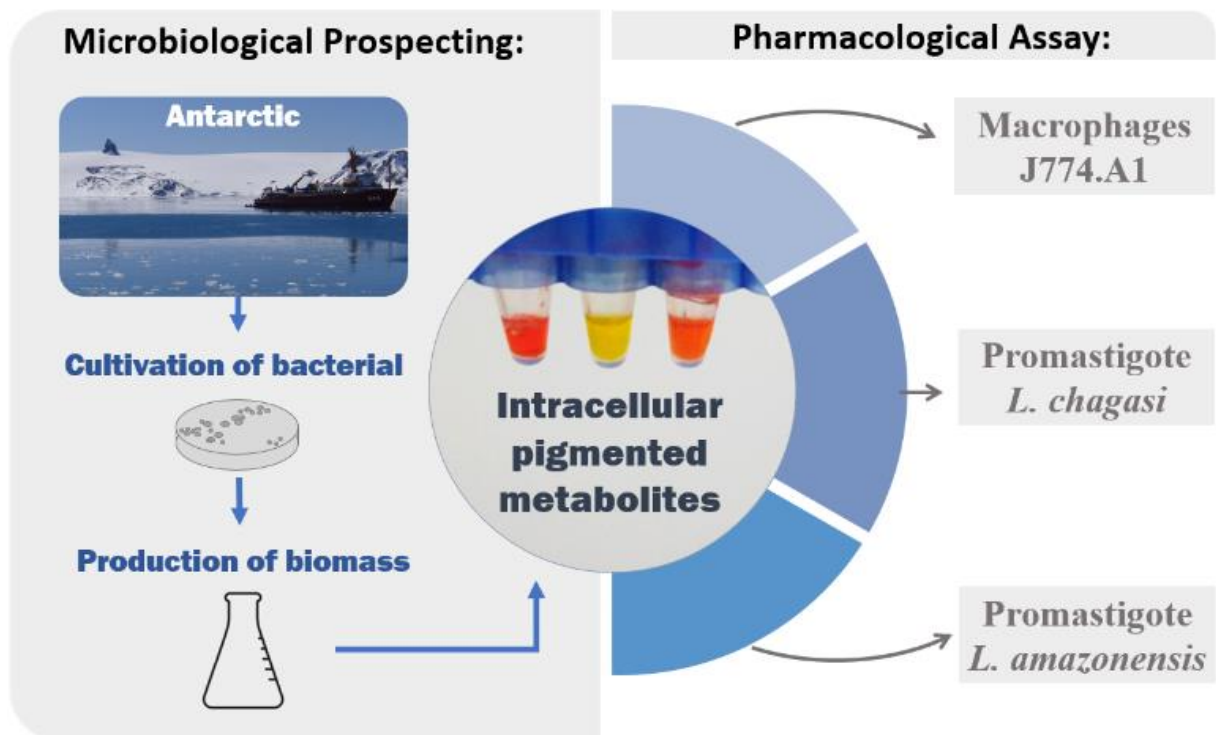 Microbiological Prospecting:
Antarctic
Cultivation of bacterial
Production of biomass
Intracellular
pigmented
metabolites
Pharmacological Assay:
Macrophages
J774.A1
Promastigote
L. chagasi
Promastigote
L. amazonensis